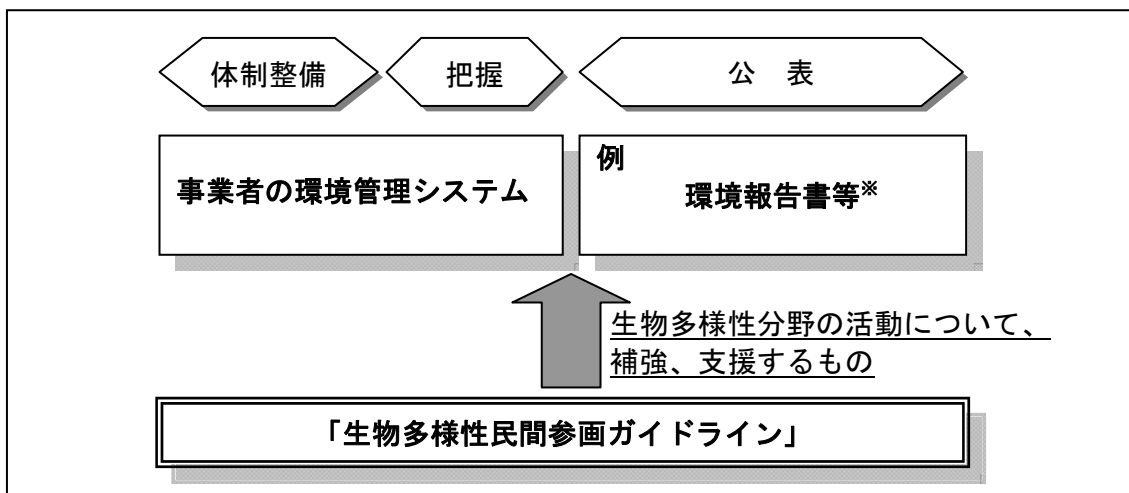 体制整備 把握 公 表
例
事業者の環境管理システム 環境報告書等※
生物多様性分野の活動について、
補強、支援するもの
「生物多様性民間参画ガイドライン」